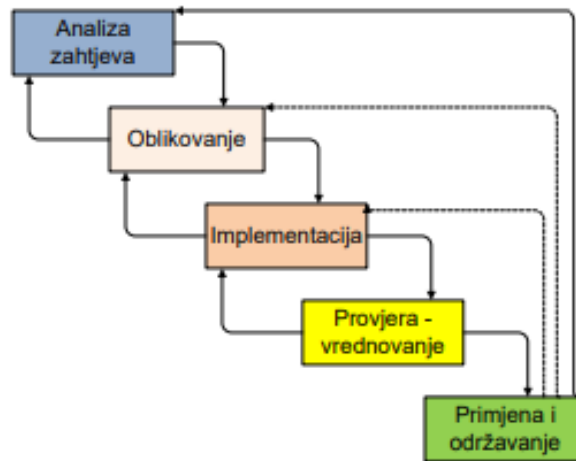 Analiza
zahtjeva
Oblikovanje
Implementacija
Provjera -
vrednovanje
Primjena i
održavanje